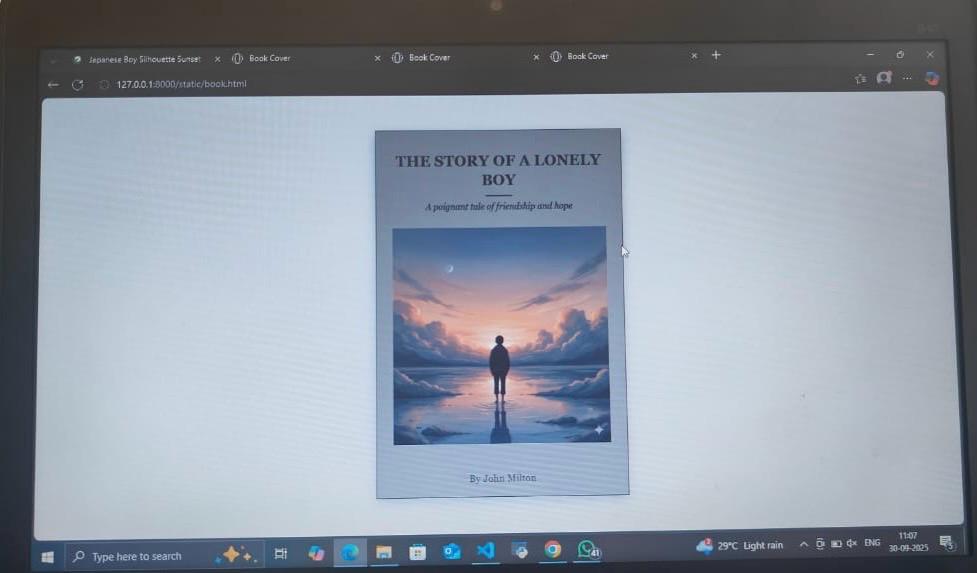 Japanese Boy Silhouette Sunset
Book Cover
Book Cover
Book Cover
127.0.0.1:8000/static/book.html
THE STORY OF A LONELY
BOY
A poignant tale of friendship and hope
By John Milton
Type here to search
41
29°C Light rain
ENG
11:07
30-09-2025